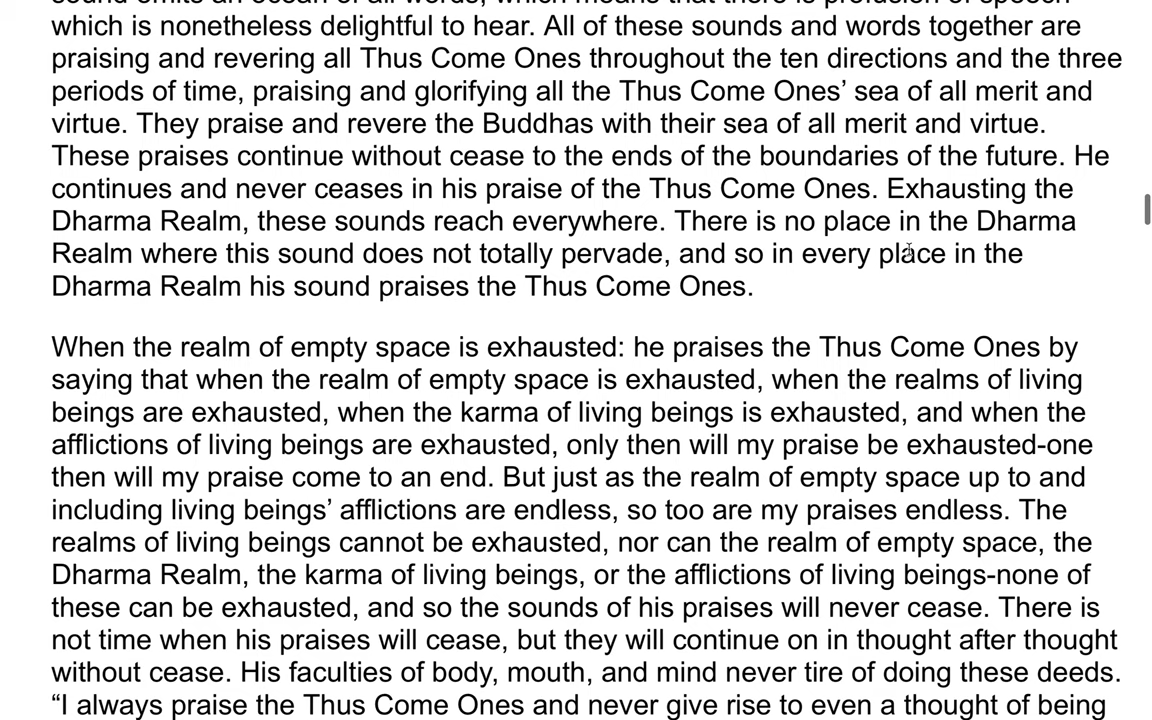 sound emits an ocean of all words, which means that there is profusion of speech
which is nonetheless delightful to hear. All of these sounds and words together are
praising and revering all Thus Come Ones throughout the ten directions and the three
periods of time, praising and glorifying all the Thus Come Ones’ sea of all merit and
virtue. They praise and revere the Buddhas with their sea of all merit and virtue.
These praises continue without cease to the ends of the boundaries of the future. He
continues and never ceases in his praise of the Thus Come Ones. Exhausting the
Dharma Realm, these sounds reach everywhere. There is no place in the Dharma
Realm where this sound does not totally pervade, and so in every place in the
Dharma Realm his sound praises the Thus Come Ones.
When the realm of empty space is exhausted: he praises the Thus Come Ones by
saying that when the realm of empty space is exhausted, when the realms of living
beings are exhausted, when the karma of living beings is exhausted, and when the
afflictions of living beings are exhausted, only then will my praise be exhausted-one
then will my praise come to an end. But just as the realm of empty space up to and
including living beings’ afflictions are endless, so too are my praises endless. The
realms of living beings cannot be exhausted, nor can the realm of empty space, the
Dharma Realm, the karma of living beings, or the afflictions of living beings-none of
these can be exhausted, and so the sounds of his praises will never cease. There is
not time when his praises will cease, but they will continue on in thought after thought
without cease. His faculties of body, mouth, and mind never tire of doing these deeds.
“I always praise the Thus Come Ones and never give rise to even a thought of being